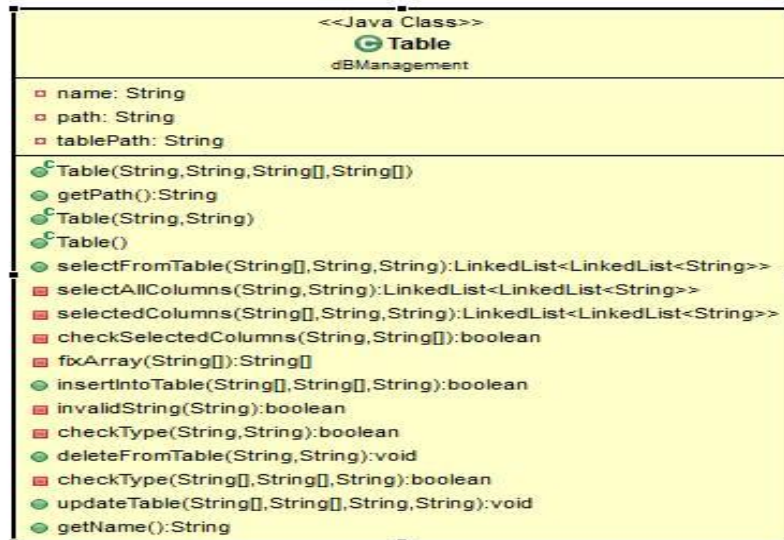 <<Java Class>>
C Table
dBManagement
name: String
path: String
tablePath: String
C Table(String,String,String[],String[])
getPath():String
C Table(String,String)
C Table()
selectFromTable(String[],String,String):LinkedList<LinkedList<String>>
selectAllColumns(String,String):LinkedList<LinkedList<String>>
selectedColumns(String[],String,String):LinkedList<LinkedList<String>>
checkSelectedColumns(String,String[]):boolean
fixArray(String[]):String[]
insertIntoTable(String[],String[],String):boolean
invalidString(String):boolean
checkType(String,String):boolean
deleteFromTable(String,String):void
checkType(String[],String[],String):boolean
updateTable(String[],String[],String,String):void
getName():String